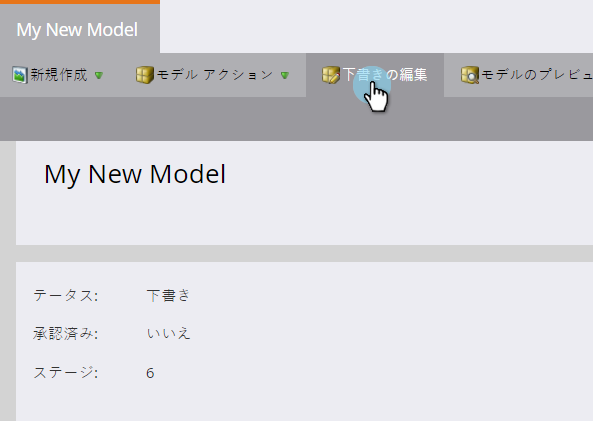 My New Model
新規作成 モデル アクション 下書きの編集 モデルのプレビュ
My New Model
テータス: 下書き
承認済み: いいえ
ステージ: 6